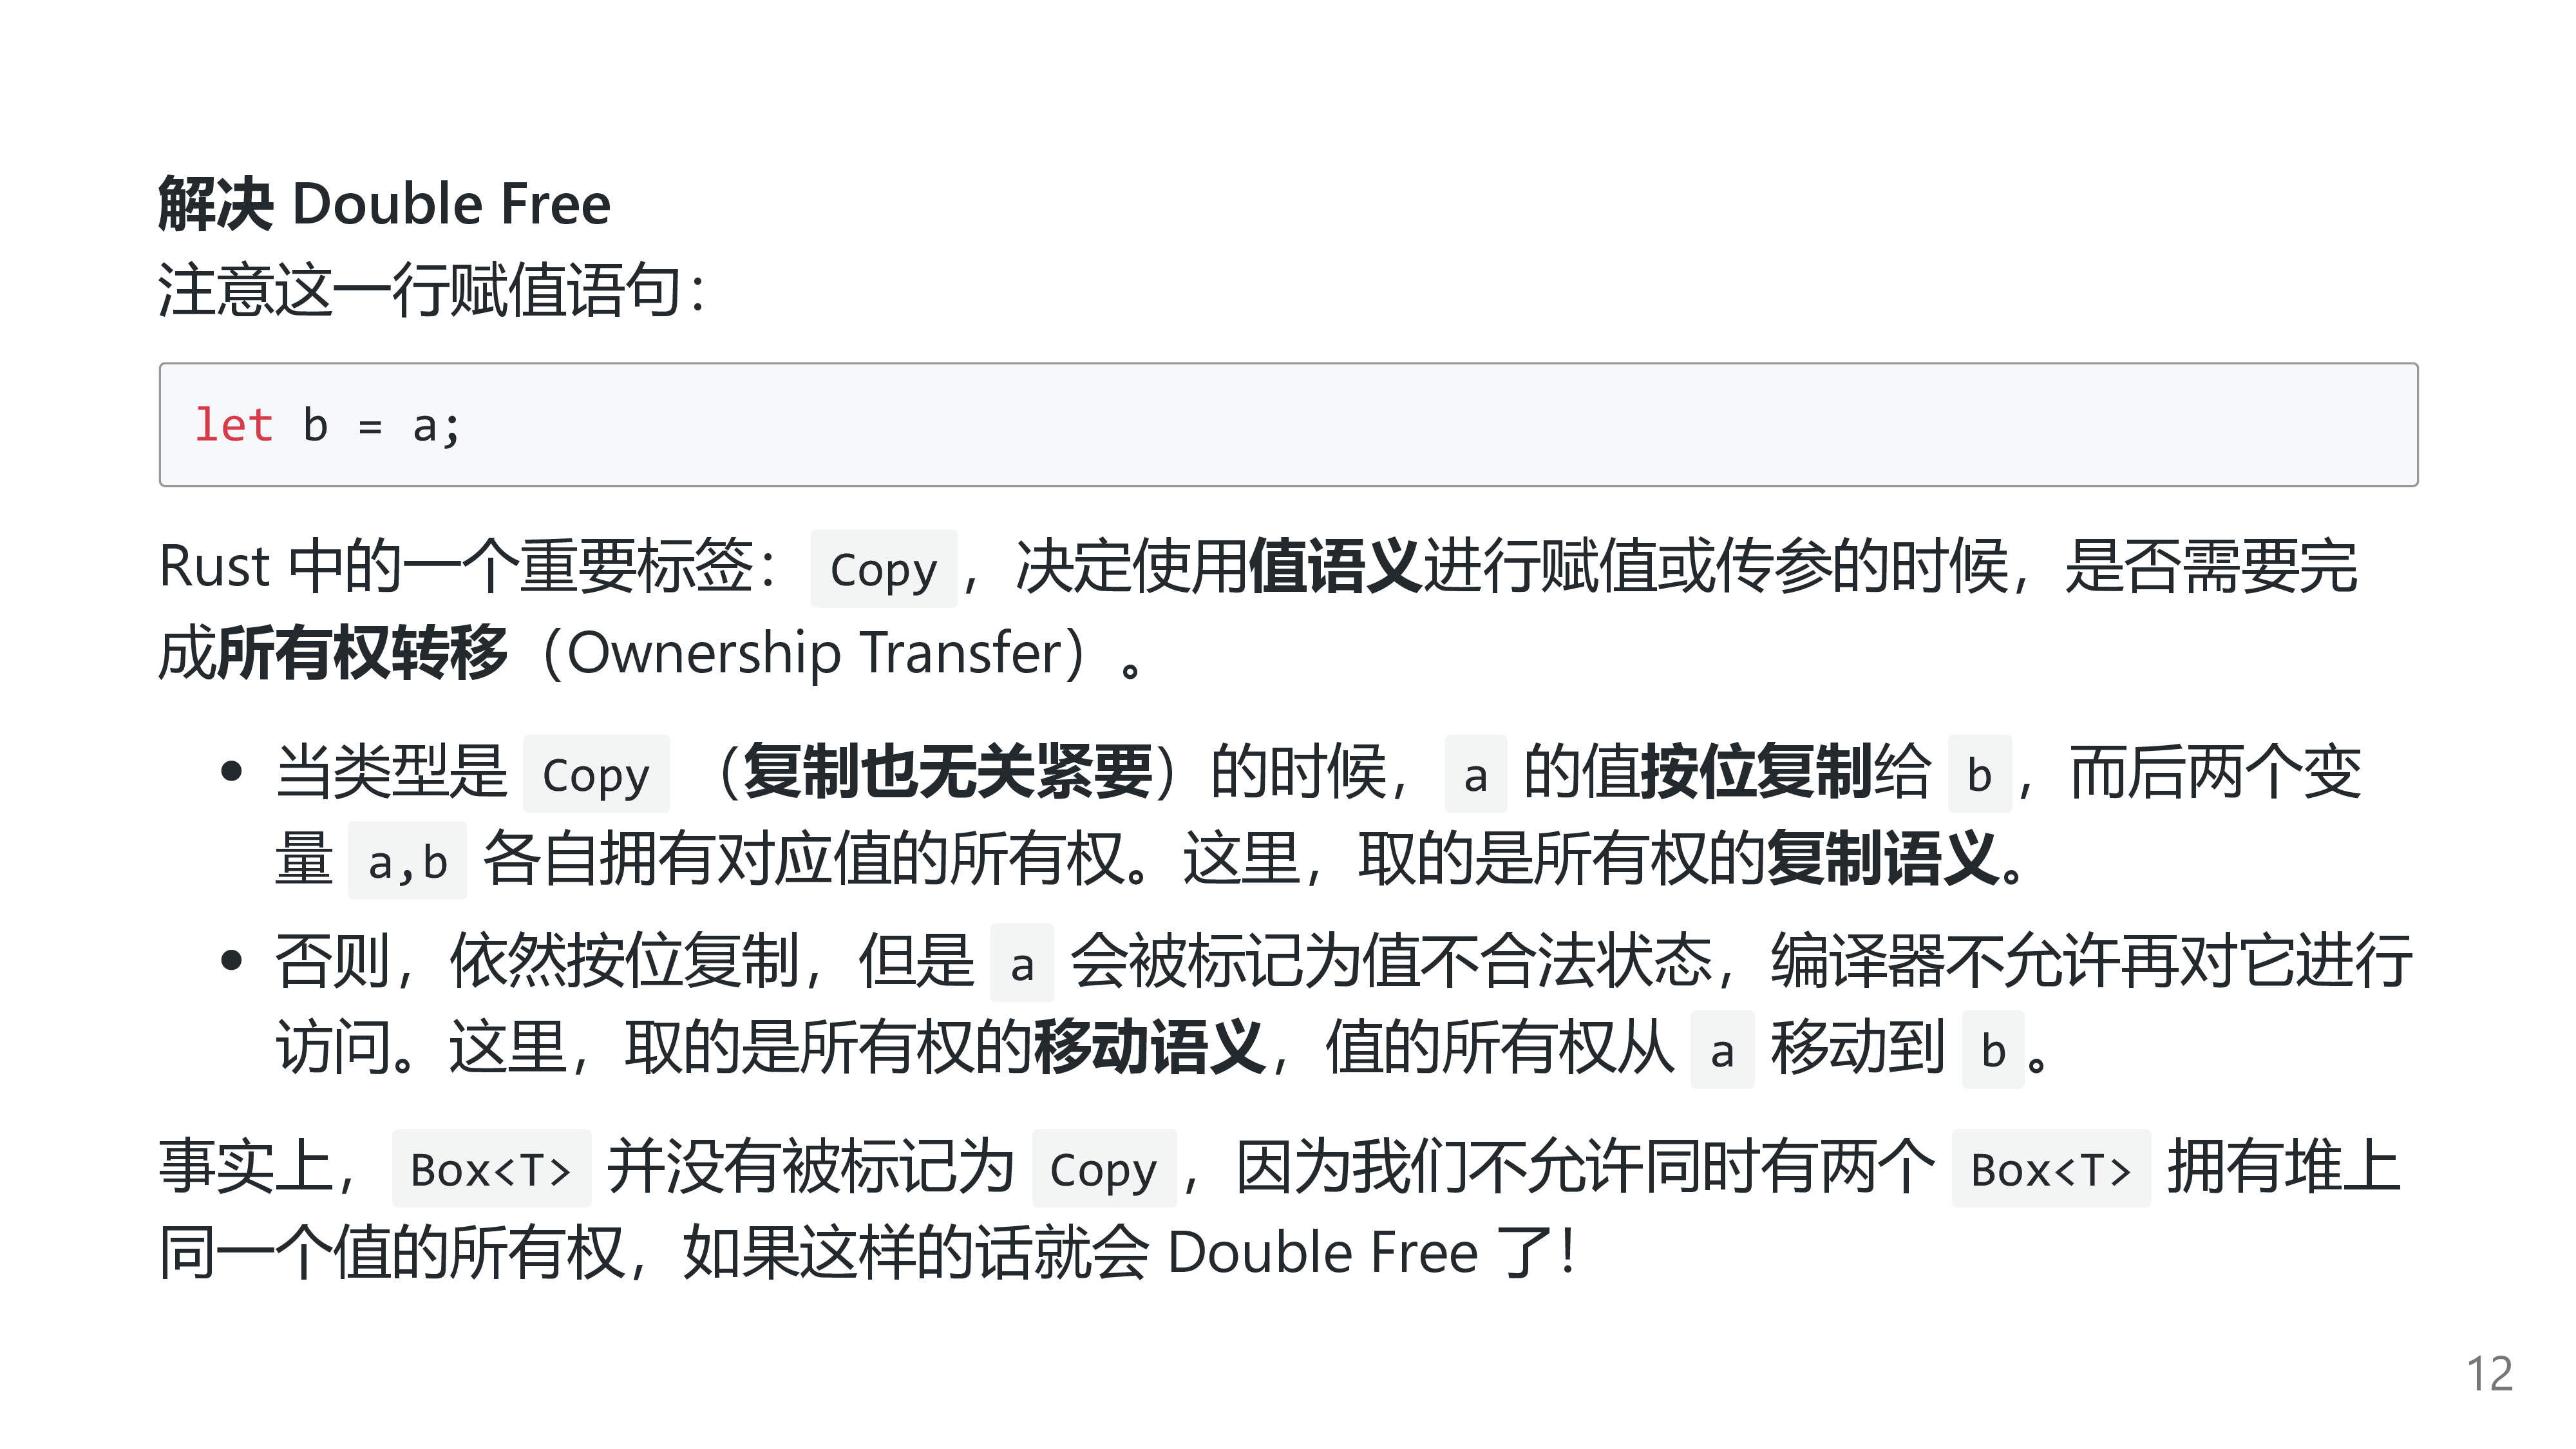 解决 Double Free
注意这一行赋值语句：
let b = a;
Rust 中的一个重要标签： Copy ，决定使用值语义进行赋值或传参的时候，是否需要完
成所有权转移（Ownership Transfer）。
• 当类型是 Copy （复制也无关紧要）的时候， a 的值按位复制给 b ，而后两个变
量 a,b 各自拥有对应值的所有权。这里，取的是所有权的复制语义。
• 否则，依然按位复制，但是 a 会被标记为值不合法状态，编译器不允许再对它进行
访问。这里，取的是所有权的移动语义，值的所有权从 a 移动到 b 。
事实上， Box<T> 并没有被标记为 Copy ，因为我们不允许同时有两个 Box<T> 拥有堆上
同一个值的所有权，如果这样的话就会 Double Free 了！
12